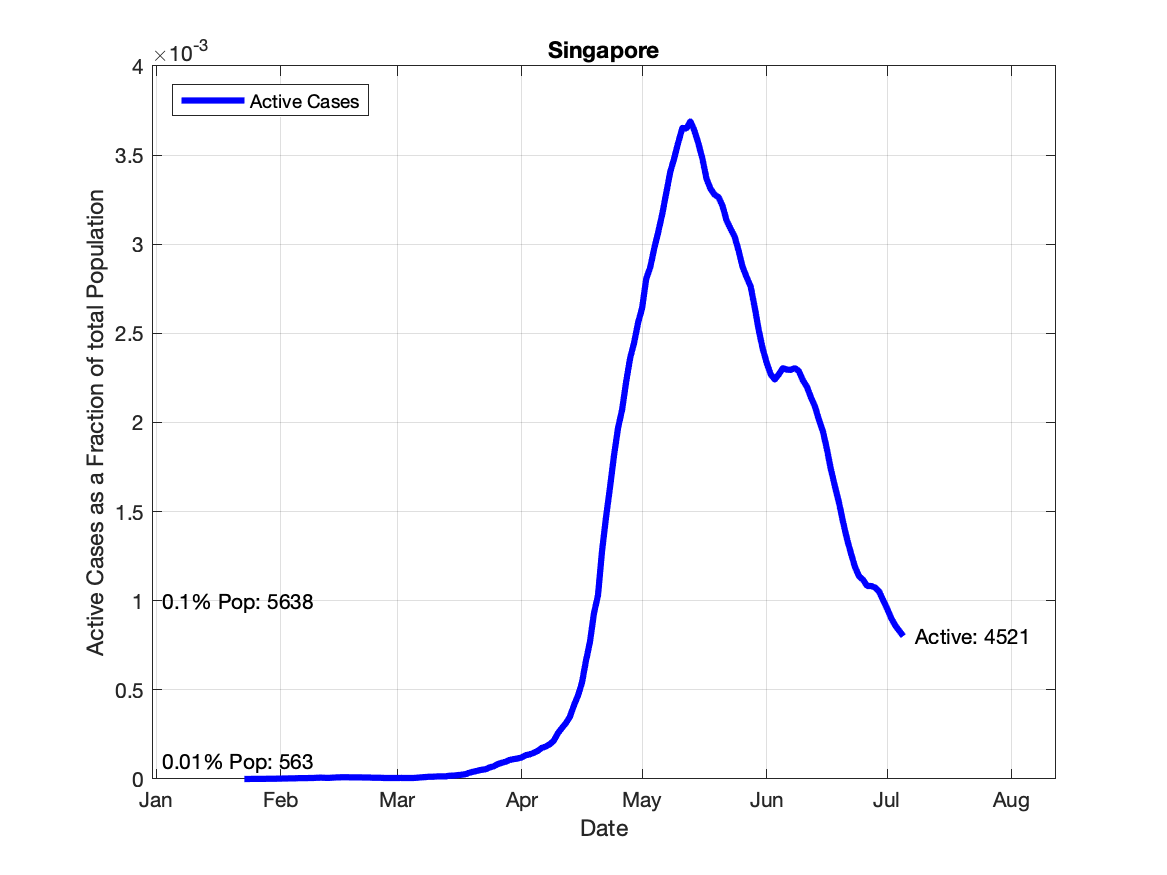 Singapore
×10-3
Active Cases
4
3.5
3
2.5
2
1.5
1
0.5
0
Active Cases as a Fraction of total Population
0.1% Pop: 5638
0.01% Pop: 563
Active: 4521
Jan Feb Mar Apr May Jun Jul Aug
Date